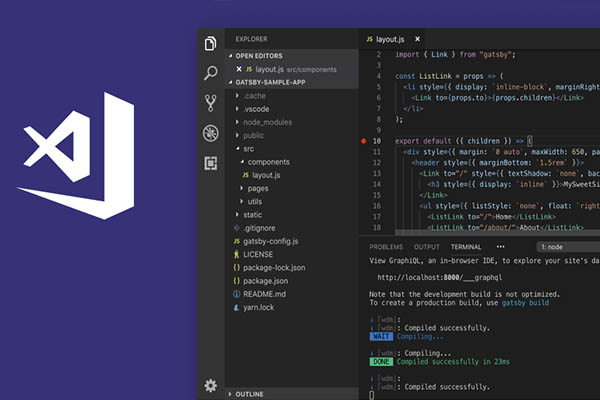 EXPLORER
OPEN EDITORS
JS layout.js src/components
GATSBY-SAMPLE-APP
.cache
.vscode
node_modules
public
src
components
JS layout.js
pages
utils
static
.gitignore
JS gatsby-config.js
LICENSE
{} package-lock.json
{} package.json
README.md
yarn.lock
OUTLINE
JS layout.js
2 import { Link } from "gatsby";
3
4 const ListLink = props => (
5 <li style={{ display: `inline-block`, marginRight
6 <Link to={props.to}>{props.children}</Link>
7 </li>
8 );
9
10 export default ({ children }) => (
11 <div style={{ margin: `0 auto`, maxWidth: 650, pa
12 <header style={{ marginBottom: `1.5rem` }}>
13 <Link to="/" style={{ textShadow: `none`, bac
14 <h3 style={{ display: `inline` }}>MySweetSi
15 </Link>
16 <ul style={{ listStyle: `none`, float: `right
17 <ListLink to="/">Home</ListLink>
18 <ListLink to="/about/">About</ListLink>
PROBLEMS OUTPUT TERMINAL ••• 1: node
View GraphiQL, an in-browser IDE, to explore your site's da
http://localhost:8000/___graphql
Note that the development build is not optimized.
To create a production build, use gatsby build
i ｢wdm｣:
i ｢wdm｣: Compiled successfully.
WAIT Compiling...
i ｢wdm｣: Compiling...
DONE Compiled successfully in 23ms
i ｢wdm｣:
i ｢wdm｣: Compiled successfully.